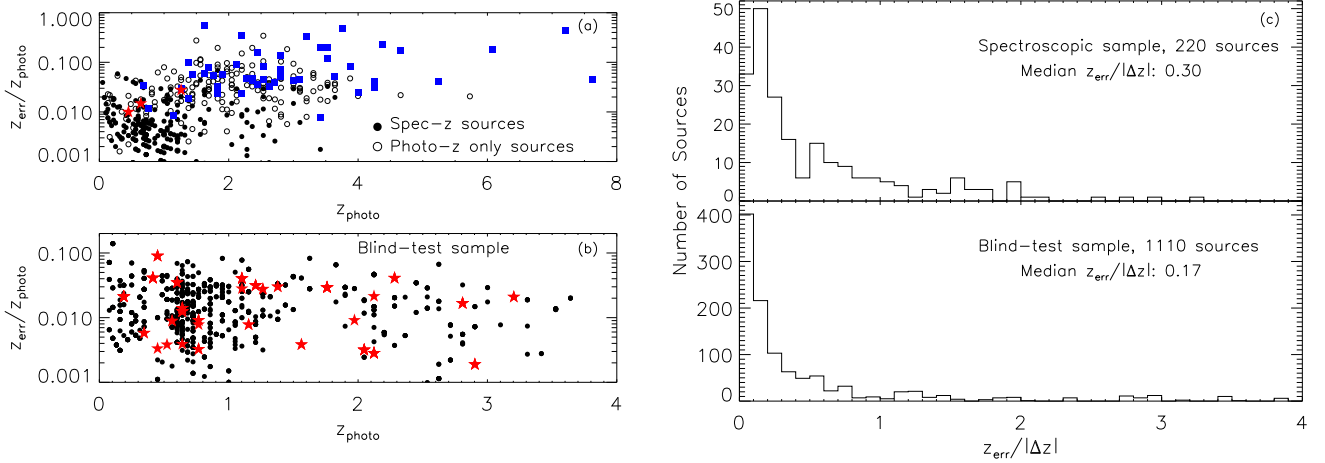 1.000
0.100
0.010
0.001
z_err/z_photo
(a)
Spec-z sources
Photo-z only sources
0 2 4 6 8
z_photo
0.100
0.010
0.001
z_err/z_photo
Blind-test sample
(b)
0 1 2 3 4
z_photo
Number of Sources
50
40
30
20
10
0
(c)
Spectroscopic sample, 220 sources
Median z_err/|Δz|: 0.30
400
300
200
100
0
Blind-test sample, 1110 sources
Median z_err/|Δz|: 0.17
0 1 2 3 4
z_err/|Δz|